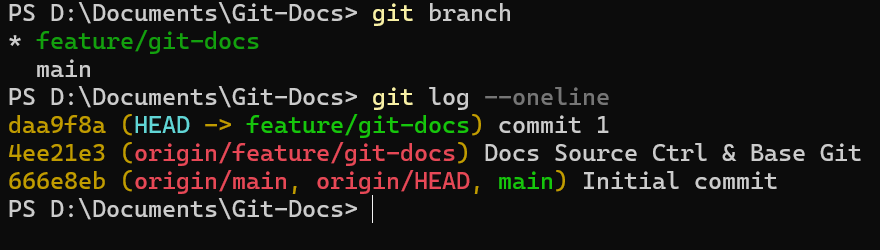 PS D:\Documents\Git-Docs> git branch
* feature/git-docs
  main
PS D:\Documents\Git-Docs> git log --oneline
daa9f8a (HEAD -> feature/git-docs) commit 1
4ee21e3 (origin/feature/git-docs) Docs Source Ctrl & Base Git
666e8eb (origin/main, origin/HEAD, main) Initial commit
PS D:\Documents\Git-Docs>